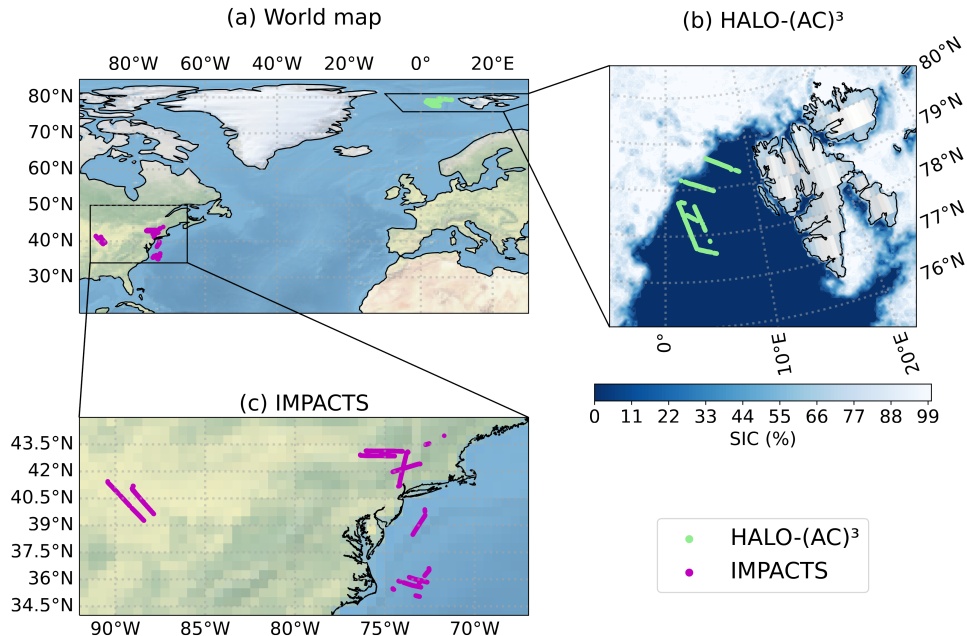 (a) World map
(b) HALO-(AC)³
80°W 60°W 40°W 20°W 0° 20°E
80°N
70°N
60°N
50°N
40°N
30°N
80°N
79°N
78°N
77°N
76°N
0° 10°E 20°E
0 11 22 33 44 55 66 77 88 99
SIC (%)
(c) IMPACTS
43.5°N
42°N
40.5°N
39°N
37.5°N
36°N
34.5°N
90°W 85°W 80°W 75°W 70°W
HALO-(AC)³
IMPACTS